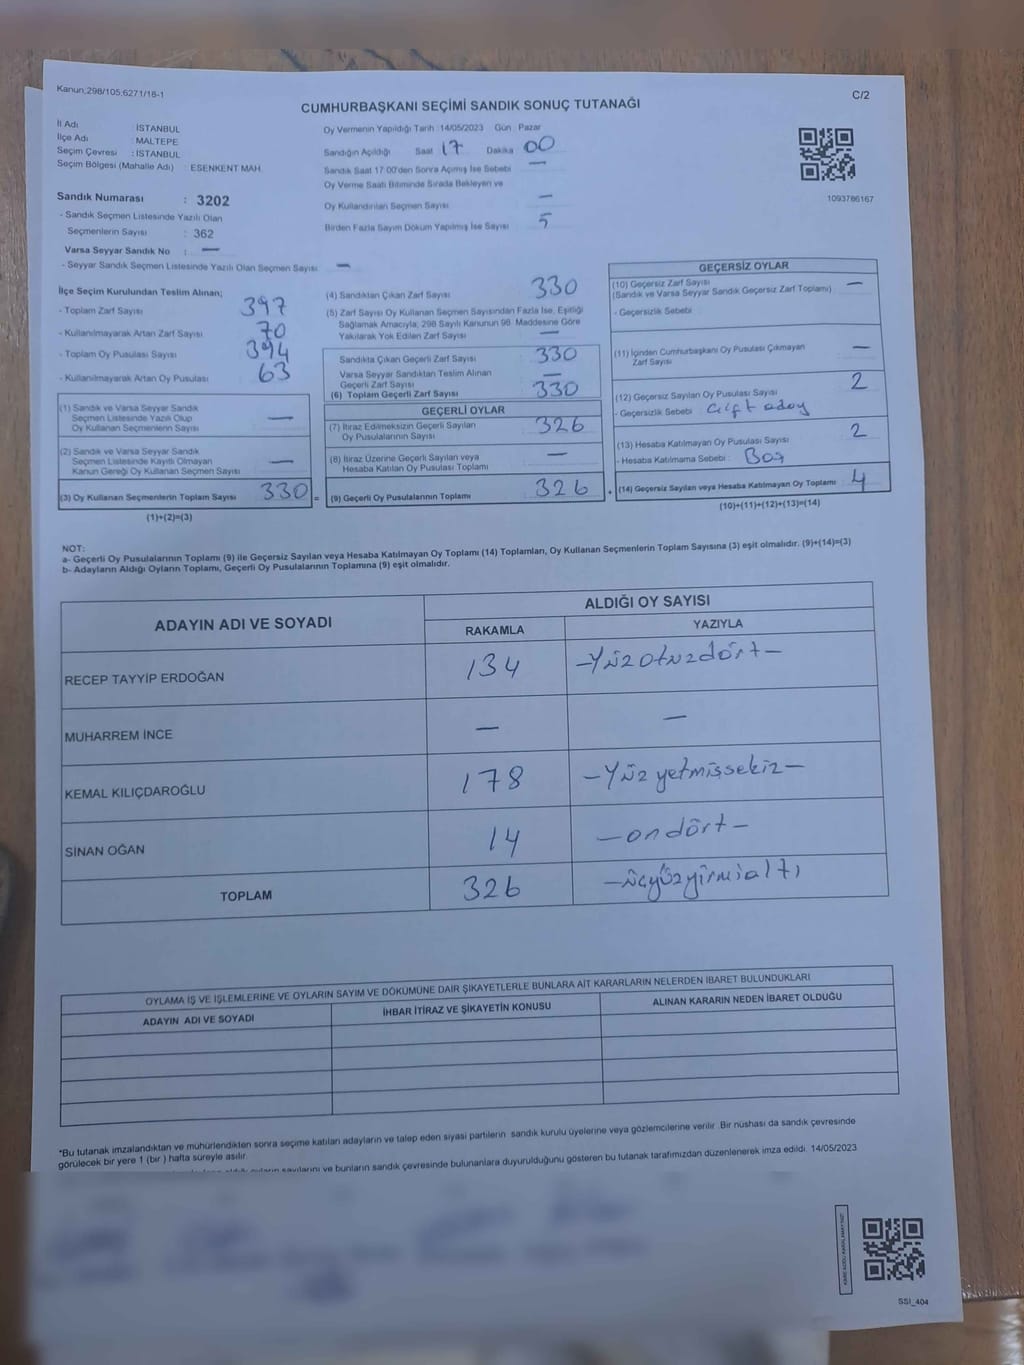 Kanun;298/105;6271/18-1
C/2
CUMHURBAŞKANI SEÇİMİ SANDIK SONUÇ TUTANAĞI
İl Adı : İSTANBUL
İlçe Adı : MALTEPE
Seçim Çevresi : İSTANBUL
Seçim Bölgesi (Mahalle Adı) : ESENKENT MAH.
Sandık Numarası : 3202
- Sandık Seçmen Listesinde Yazılı Olan
Seçmenlerin Sayısı : 362
Varsa Seyyar Sandık No : —
- Seyyar Sandık Seçmen Listesinde Yazılı Olan Seçmen Sayısı —
Oy Vermenin Yapıldığı Tarih :14/05/2023 Gün : Pazar
Sandığın Açıldığı Saat 17 Dakika 00
Sandık Saat 17:00'den Sonra Açımış İse Sebebi —
Oy Verme Saati Bitiminde Sırada Bekleyen ve
Oy Kullandırılan Seçmen Sayısı —
Birden Fazla Sayım Döküm Yapılmış İse Sayısı 5
1093786167
İlçe Seçim Kurulundan Teslim Alınan;
- Toplam Zarf Sayısı 397
- Kullanılmayarak Artan Zarf Sayısı 70
- Toplam Oy Pusulası Sayısı 394
- Kullanılmayarak Artan Oy Pusulası 63
(1) Sandık ve Varsa Seyyar Sandık
Seçmen Listesinde Yazılı Olup
Oy Kullanan Seçmenlerin Sayısı —
(2) Sandık ve Varsa Seyyar Sandık
Seçmen Listesinde Kayıtlı Olmayan
Kanun Gereği Oy Kullanan Seçmen Sayısı —
(3) Oy Kullanan Seçmenlerin Toplam Sayısı 330 =
(1)+(2)=(3)
(4) Sandıktan Çıkan Zarf Sayısı 330
(5) Zarf Sayısı Oy Kullanan Seçmen Sayısından Fazla İse, Eşitliği
Sağlamak Amacıyla, 298 Sayılı Kanunun 98. Maddesine Göre
Yakılarak Yok Edilen Zarf Sayısı —
Sandıkta Çıkan Geçerli Zarf Sayısı 330
Varsa Seyyar Sandıktan Teslim Alınan
Geçerli Zarf Sayısı —
(6) Toplam Geçerli Zarf Sayısı 330
GEÇERLİ OYLAR
(7) İtiraz Edilmeksizin Geçerli Sayılan
Oy Pusulalarının Sayısı 326
(8) İtiraz Üzerine Geçerli Sayılan veya
Hesaba Katılan Oy Pusulası Toplamı —
(9) Geçerli Oy Pusulalarının Toplamı 326 +
GEÇERSİZ OYLAR
(10) Geçersiz Zarf Sayısı —
(Sandık ve Varsa Seyyar Sandık Geçersiz Zarf Toplamı)
- Geçersizlik Sebebi
(11) İçinden Cumhurbaşkanı Oy Pusulası Çıkmayan
Zarf Sayısı —
(12) Geçersiz Sayılan Oy Pusulası Sayısı 2
- Geçersizlik Sebebi Çift aday
(13) Hesaba Katılmayan Oy Pusulası Sayısı 2
- Hesaba Katılmama Sebebi : Boş
(14) Geçersiz Sayılan veya Hesaba Katılmayan Oy Toplamı 4
(10)+(11)+(12)+(13)=(14)
NOT:
a- Geçerli Oy Pusulalarının Toplamı (9) ile Geçersiz Sayılan veya Hesaba Katılmayan Oy Toplamı (14) Toplamları, Oy Kullanan Seçmenlerin Toplam Sayısına (3) eşit olmalıdır. (9)+(14)=(3)
b- Adayların Aldığı Oyların Toplamı, Geçerli Oy Pusulalarının Toplamına (9) eşit olmalıdır.
ADAYIN ADI VE SOYADI
ALDIĞI OY SAYISI
RAKAMLA YAZIYLA
RECEP TAYYİP ERDOĞAN 134 —Yüzotuzdört—
MUHARREM İNCE — —
KEMAL KILIÇDAROĞLU 178 —Yüzyetmişsekiz—
SİNAN OĞAN 14 —ondört—
TOPLAM 326 —üçyüzyirmialtı
OYLAMA İŞ VE İŞLEMLERİNE VE OYLARIN SAYIM VE DÖKÜMÜNE DAİR ŞİKAYETLERLE BUNLARA AİT KARARLARIN NELERDEN İBARET BULUNDUKLARI
ADAYIN ADI VE SOYADI İHBAR İTİRAZ VE ŞİKAYETİN KONUSU ALINAN KARARIN NEDEN İBARET OLDUĞU
*Bu tutanak imzalandıktan ve mühürlendikten sonra seçime katılan adayların ve talep eden siyasi partilerin sandık kurulu üyelerine veya gözlemcilerine verilir. Bir nüshası da sandık çevresinde
görülecek bir yere 1 (bir ) hafta süreyle asılır.
oyların sayılarını ve bunların sandık çevresinde bulunanlara duyurulduğunu gösteren bu tutanak tarafımızdan düzenlenerek imza edildi. 14/05/2023
SSI_404